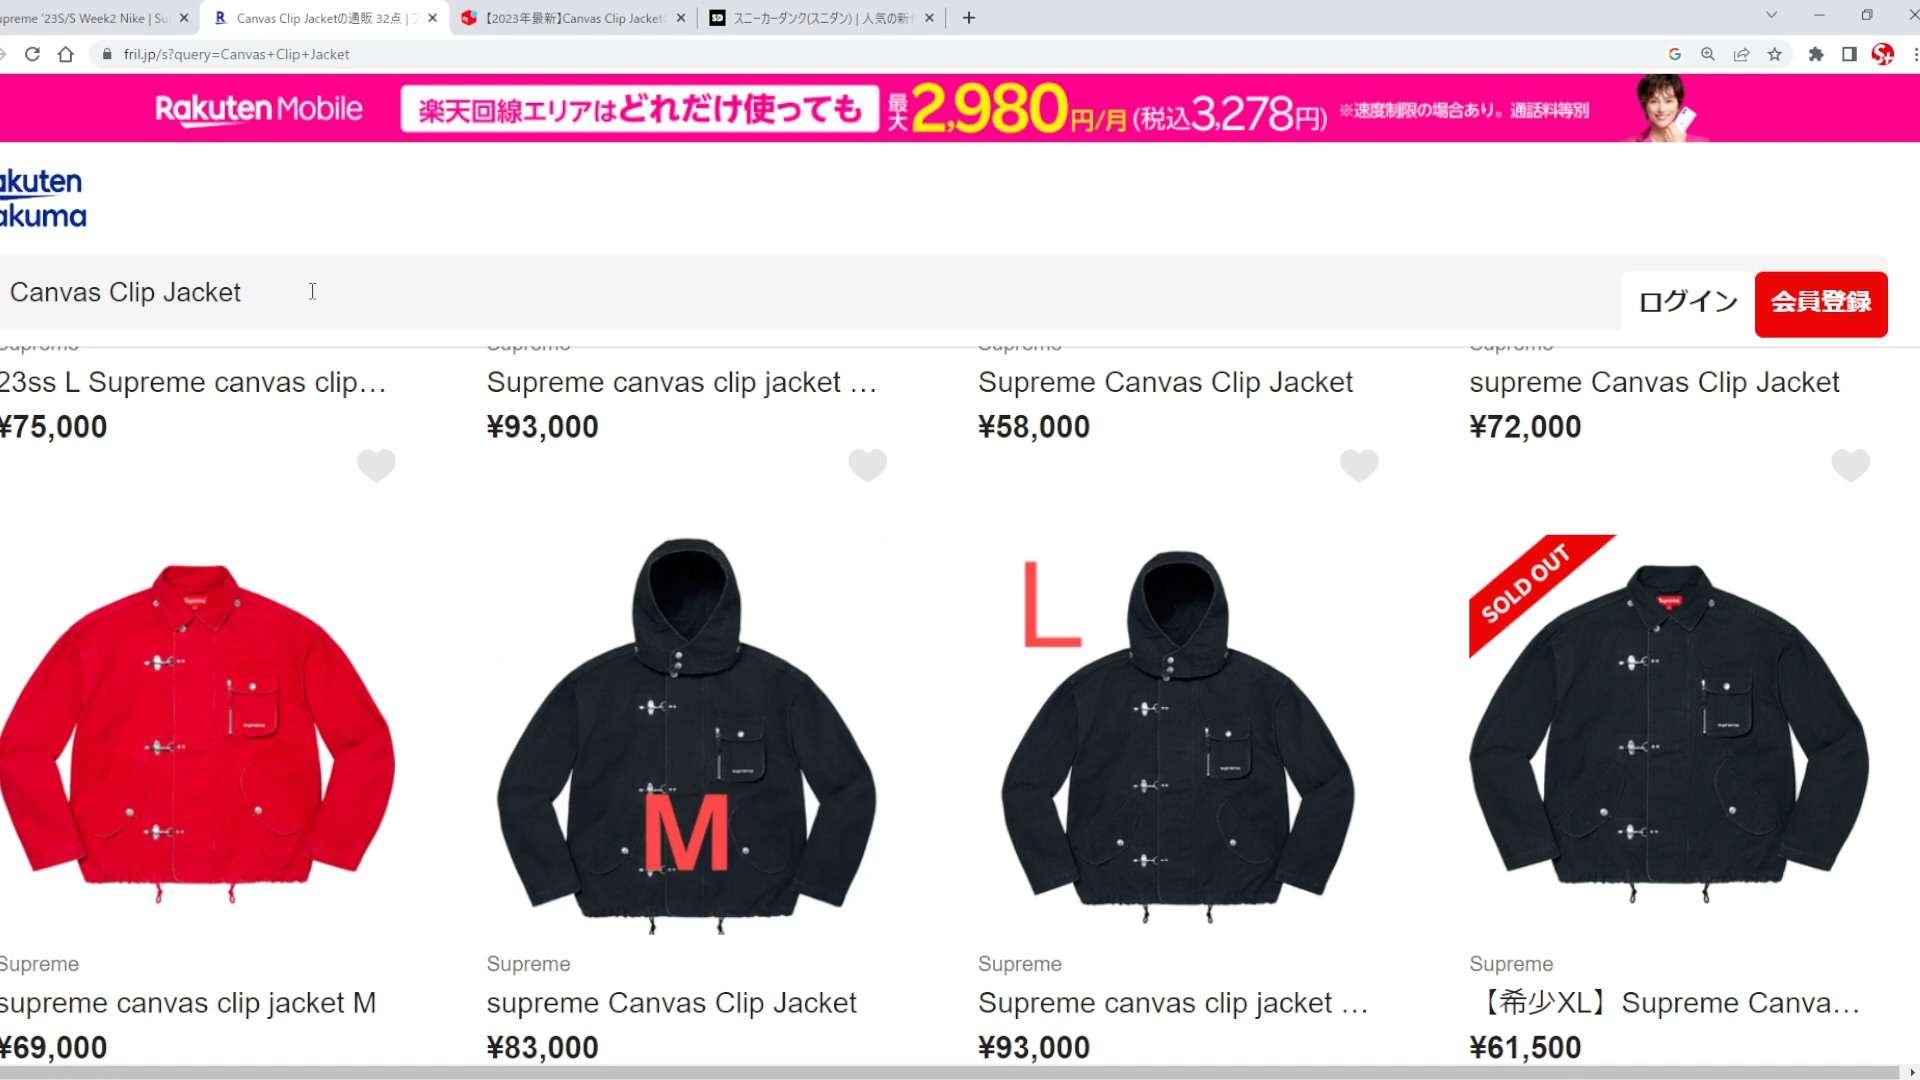 upreme '23S/S Week2 Nike | Su
Canvas Clip Jacketの通販 32点 |
【2023年最新】Canvas Clip Jacket
スニーカーダンク(スニダン) | 人気の新
fril.jp/s?query=Canvas+Clip+Jacket
Rakuten Mobile
楽天回線エリアはどれだけ使っても
最大2,980円/月(税込3,278円)
※速度制限の場合あり。通話料等別
akuten
akuma
Canvas Clip Jacket
ログイン
会員登録
23ss L Supreme canvas clip...
¥75,000
Supreme canvas clip jacket ...
¥93,000
Supreme Canvas Clip Jacket
¥58,000
supreme Canvas Clip Jacket
¥72,000
M
L
SOLD OUT
Supreme
supreme canvas clip jacket M
¥69,000
Supreme
supreme Canvas Clip Jacket
¥83,000
Supreme
Supreme canvas clip jacket ...
¥93,000
Supreme
【希少XL】Supreme Canva...
¥61,500